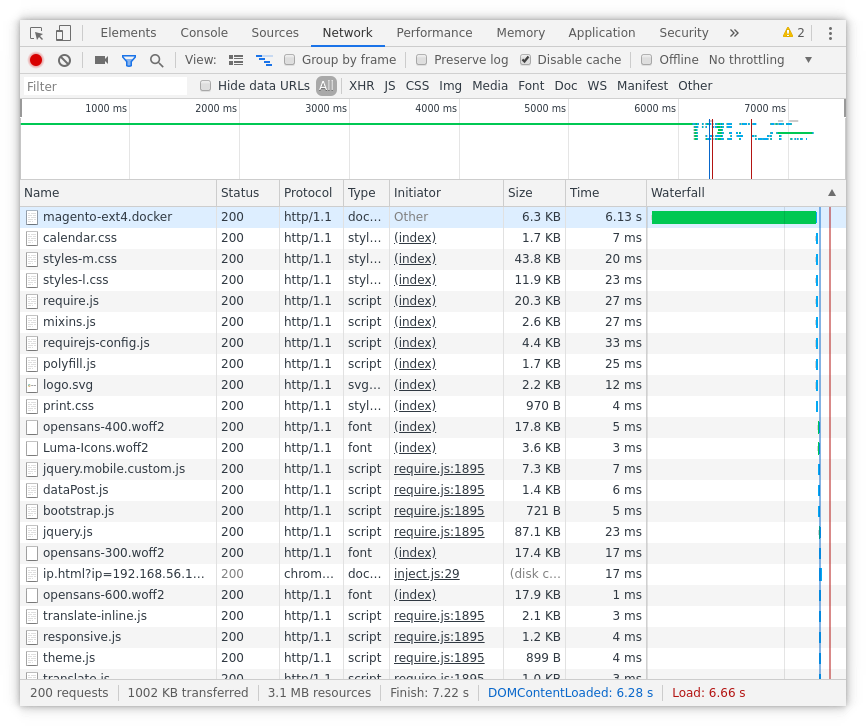 Elements Console Sources Network Performance Memory Application Security » 2
View: Group by frame Preserve log Disable cache Offline No throttling
Filter Hide data URLs All XHR JS CSS Img Media Font Doc WS Manifest Other
1000 ms 2000 ms 3000 ms 4000 ms 5000 ms 6000 ms 7000 ms
Name Status Protocol Type Initiator Size Time Waterfall
magento-ext4.docker 200 http/1.1 doc… Other 6.3 KB 6.13 s
calendar.css 200 http/1.1 styl… (index) 1.7 KB 7 ms
styles-m.css 200 http/1.1 styl… (index) 43.8 KB 20 ms
styles-l.css 200 http/1.1 styl… (index) 11.9 KB 23 ms
require.js 200 http/1.1 script (index) 20.3 KB 27 ms
mixins.js 200 http/1.1 script (index) 2.6 KB 27 ms
requirejs-config.js 200 http/1.1 script (index) 4.4 KB 33 ms
polyfill.js 200 http/1.1 script (index) 1.7 KB 25 ms
logo.svg 200 http/1.1 svg… (index) 2.2 KB 12 ms
print.css 200 http/1.1 styl… (index) 970 B 4 ms
opensans-400.woff2 200 http/1.1 font (index) 17.8 KB 5 ms
Luma-Icons.woff2 200 http/1.1 font (index) 3.6 KB 3 ms
jquery.mobile.custom.js 200 http/1.1 script require.js:1895 7.3 KB 7 ms
dataPost.js 200 http/1.1 script require.js:1895 1.4 KB 6 ms
bootstrap.js 200 http/1.1 script require.js:1895 721 B 5 ms
jquery.js 200 http/1.1 script require.js:1895 87.1 KB 23 ms
opensans-300.woff2 200 http/1.1 font (index) 17.4 KB 17 ms
ip.html?ip=192.168.56.1… 200 chrom… doc… inject.js:29 (disk c… 17 ms
opensans-600.woff2 200 http/1.1 font (index) 17.9 KB 1 ms
translate-inline.js 200 http/1.1 script require.js:1895 2.1 KB 3 ms
responsive.js 200 http/1.1 script require.js:1895 1.2 KB 4 ms
theme.js 200 http/1.1 script require.js:1895 899 B 4 ms
translate.js 200 http/1.1 script require.js:1895 1.0 KB 3 ms
200 requests 1002 KB transferred 3.1 MB resources Finish: 7.22 s DOMContentLoaded: 6.28 s Load: 6.66 s